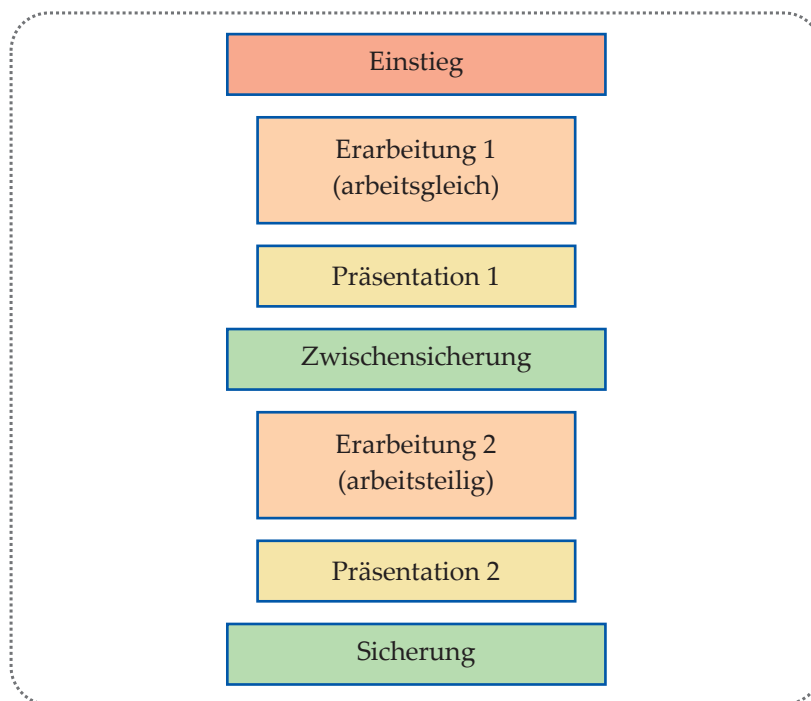 Einstieg
Erarbeitung 1
(arbeitsgleich)
Präsentation 1
Zwischensicherung
Erarbeitung 2
(arbeitsteilig)
Präsentation 2
Sicherung